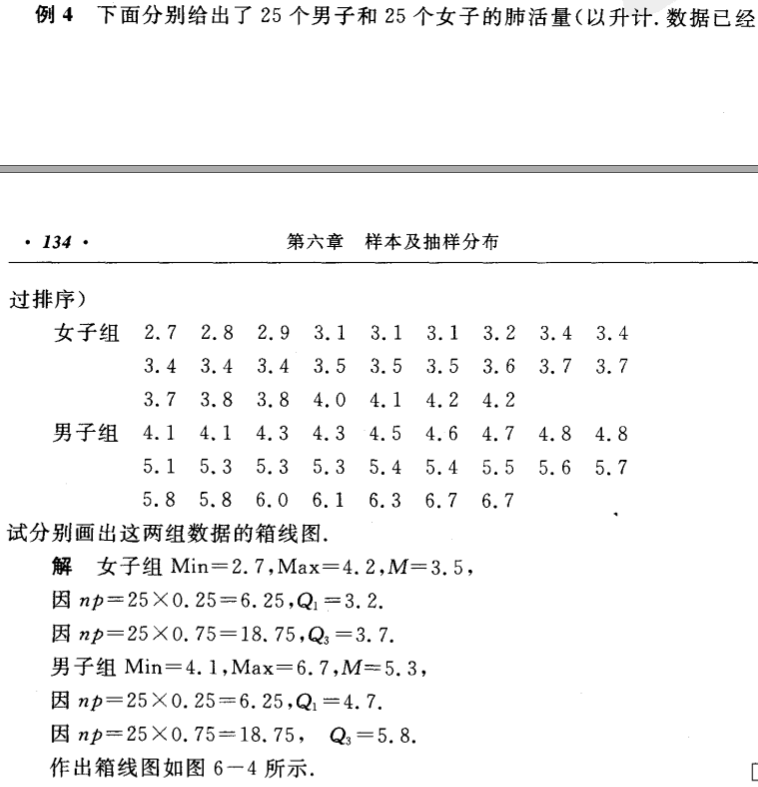 例 4 下面分别给出了 25 个男子和 25 个女子的肺活量(以升计. 数据已经
· 134 · 第六章 样本及抽样分布
过排序)
女子组 2.7 2.8 2.9 3.1 3.1 3.1 3.2 3.4 3.4
3.4 3.4 3.4 3.5 3.5 3.5 3.6 3.7 3.7
3.7 3.8 3.8 4.0 4.1 4.2 4.2
男子组 4.1 4.1 4.3 4.3 4.5 4.6 4.7 4.8 4.8
5.1 5.3 5.3 5.3 5.4 5.4 5.5 5.6 5.7
5.8 5.8 6.0 6.1 6.3 6.7 6.7
试分别画出这两组数据的箱线图.
解 女子组 Min=2.7,Max=4.2,M=3.5,
因 np=25×0.25=6.25,Q₁=3.2.
因 np=25×0.75=18.75,Q₃=3.7.
男子组 Min=4.1,Max=6.7,M=5.3,
因 np=25×0.25=6.25,Q₁=4.7.
因 np=25×0.75=18.75, Q₃=5.8.
作出箱线图如图 6-4 所示.